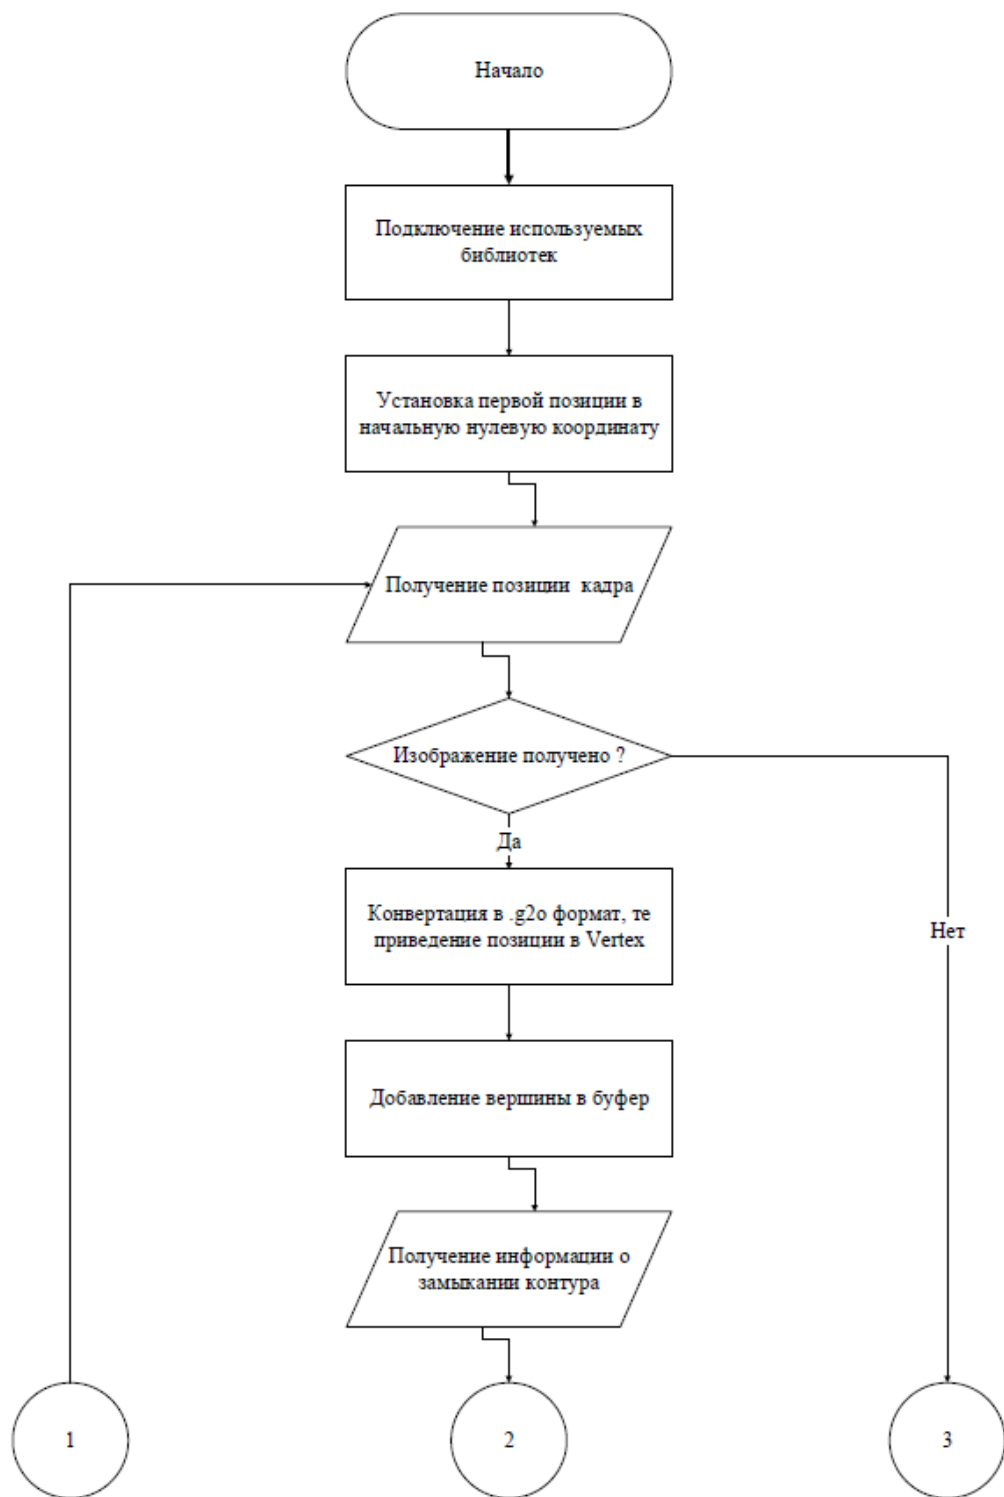 Начало
Подключение используемых
библиотек
Установка первой позиции в
начальную нулевую координату
Получение позиции кадра
Изображение получено ?
Да
Конвертация в .g2o формат, те
приведение позиции в Vertex
Нет
Добавление вершины в буфер
Получение информации о
замыкании контура
1
2
3